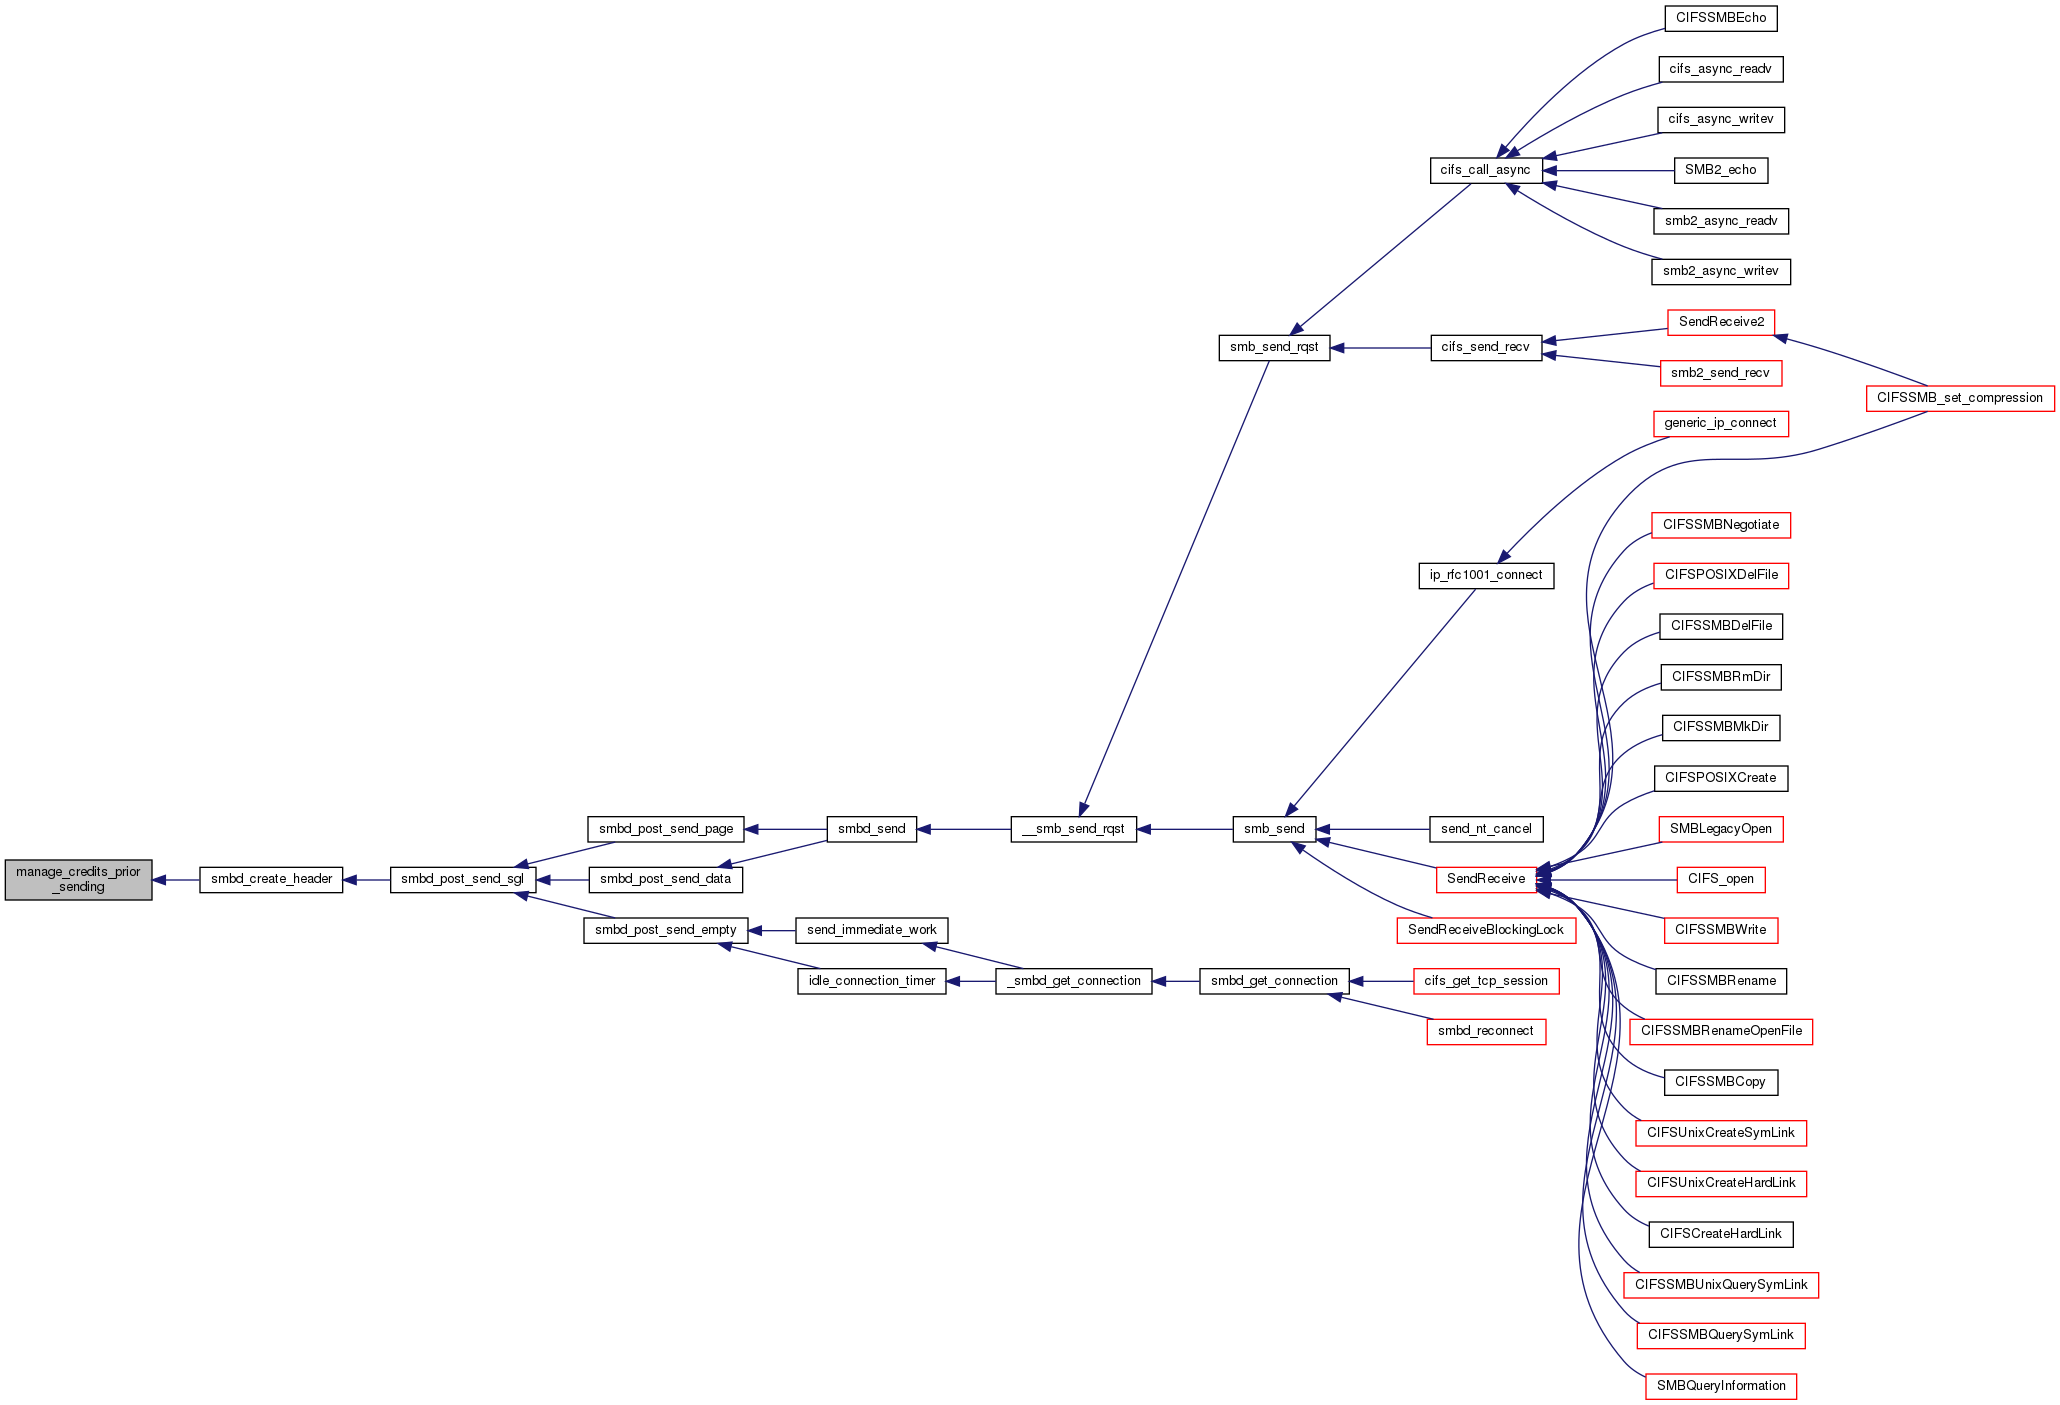 CIFSSMBEcho
cifs_async_readv
cifs_async_writev
cifs_call_async
SMB2_echo
smb2_async_readv
smb2_async_writev
SendReceive2
smb_send_rqst
cifs_send_recv
smb2_send_recv
CIFSSMB_set_compression
generic_ip_connect
CIFSSMBNegotiate
ip_rfc1001_connect
CIFSPOSIXDelFile
CIFSSMBDelFile
CIFSSMBRmDir
CIFSSMBMkDir
CIFSPOSIXCreate
smbd_post_send_page
smbd_send
__smb_send_rqst
smb_send
send_nt_cancel
SMBLegacyOpen
manage_credits_prior
_sending
smbd_create_header
smbd_post_send_sgl
smbd_post_send_data
SendReceive
CIFS_open
smbd_post_send_empty
send_immediate_work
SendReceiveBlockingLock
CIFSSMBWrite
idle_connection_timer
_smbd_get_connection
smbd_get_connection
cifs_get_tcp_session
CIFSSMBRename
smbd_reconnect
CIFSSMBRenameOpenFile
CIFSSMBCopy
CIFSUnixCreateSymLink
CIFSUnixCreateHardLink
CIFSCreateHardLink
CIFSSMBUnixQuerySymLink
CIFSSMBQuerySymLink
SMBQueryInformation